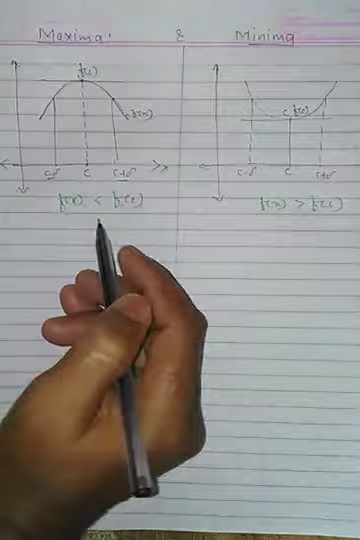 Maxima & Minima
f(c)
f(x)
c-δ c c+δ x
f(x) < f(c)
c f(c)
c-δ c c+δ
f(x) > f(c)